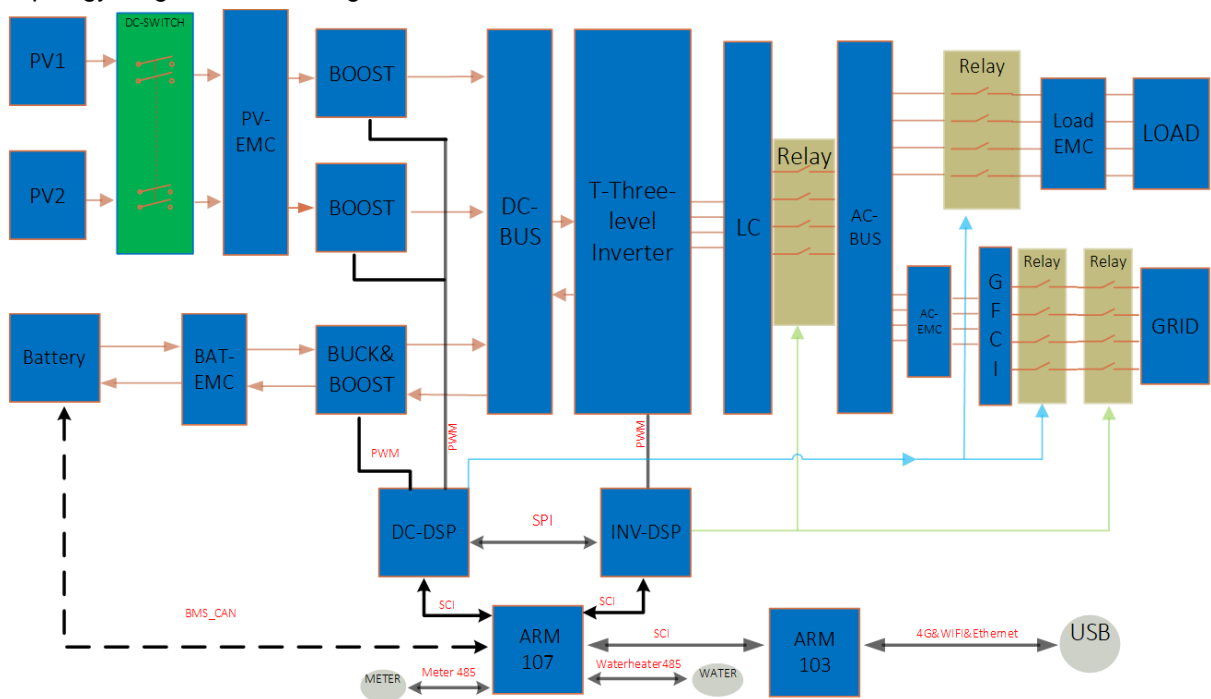 DC-SWITCH
PV1
PV2
PV-
EMC
BOOST
BOOST
DC-
BUS
T-Three-
level
Inverter
LC
Relay
AC-
BUS
Relay
Load
EMC
LOAD
AC-
EMC
G
F
C
I
Relay
Relay
GRID
Battery
BAT-
EMC
BUCK&
BOOST
PWM
PWM
PWM
DC-DSP
SPI
INV-DSP
SCI
SCI
BMS_CAN
ARM
107
SCI
ARM
103
4G&WIFI&Ethernet
USB
METER
Meter 485
Waterheater485
WATER